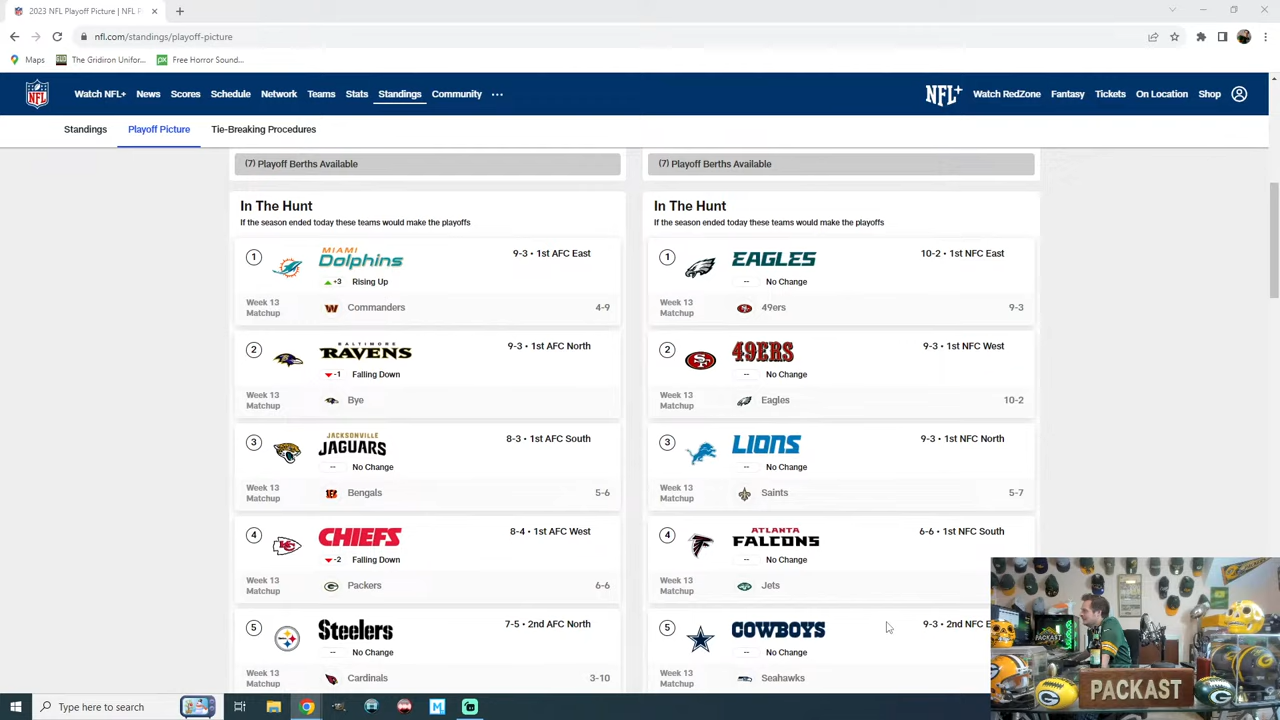 2023 NFL Playoff Picture | NFL F
nfl.com/standings/playoff-picture
Maps
The Gridiron Unifor...
Free Horror Sound...
NFL
Watch NFL+
News
Scores
Schedule
Network
Teams
Stats
Standings
Community
NFL+
Watch RedZone
Fantasy
Tickets
On Location
Shop
Standings
Playoff Picture
Tie-Breaking Procedures
(7) Playoff Berths Available
In The Hunt
If the season ended today these teams would make the playoffs
1
MIAMI
Dolphins
9-3 • 1st AFC East
+3 Rising Up
Week 13
Matchup
Commanders
4-9
2
BALTIMORE
RAVENS
9-3 • 1st AFC North
-1 Falling Down
Week 13
Matchup
Bye
3
JACKSONVILLE
JAGUARS
8-3 • 1st AFC South
-- No Change
Week 13
Matchup
Bengals
5-6
4
CHIEFS
8-4 • 1st AFC West
-2 Falling Down
Week 13
Matchup
Packers
6-6
5
Steelers
7-5 • 2nd AFC North
-- No Change
Week 13
Matchup
Cardinals
3-10
(7) Playoff Berths Available
In The Hunt
If the season ended today these teams would make the playoffs
1
EAGLES
10-2 • 1st NFC East
-- No Change
Week 13
Matchup
49ers
9-3
2
49ERS
9-3 • 1st NFC West
-- No Change
Week 13
Matchup
Eagles
10-2
3
LIONS
9-3 • 1st NFC North
-- No Change
Week 13
Matchup
Saints
5-7
4
ATLANTA
FALCONS
6-6 • 1st NFC South
-- No Change
Week 13
Matchup
Jets
5
COWBOYS
9-3 • 2nd NFC E
-- No Change
Week 13
Matchup
Seahawks
PACKAST
PACKAST
Type here to search